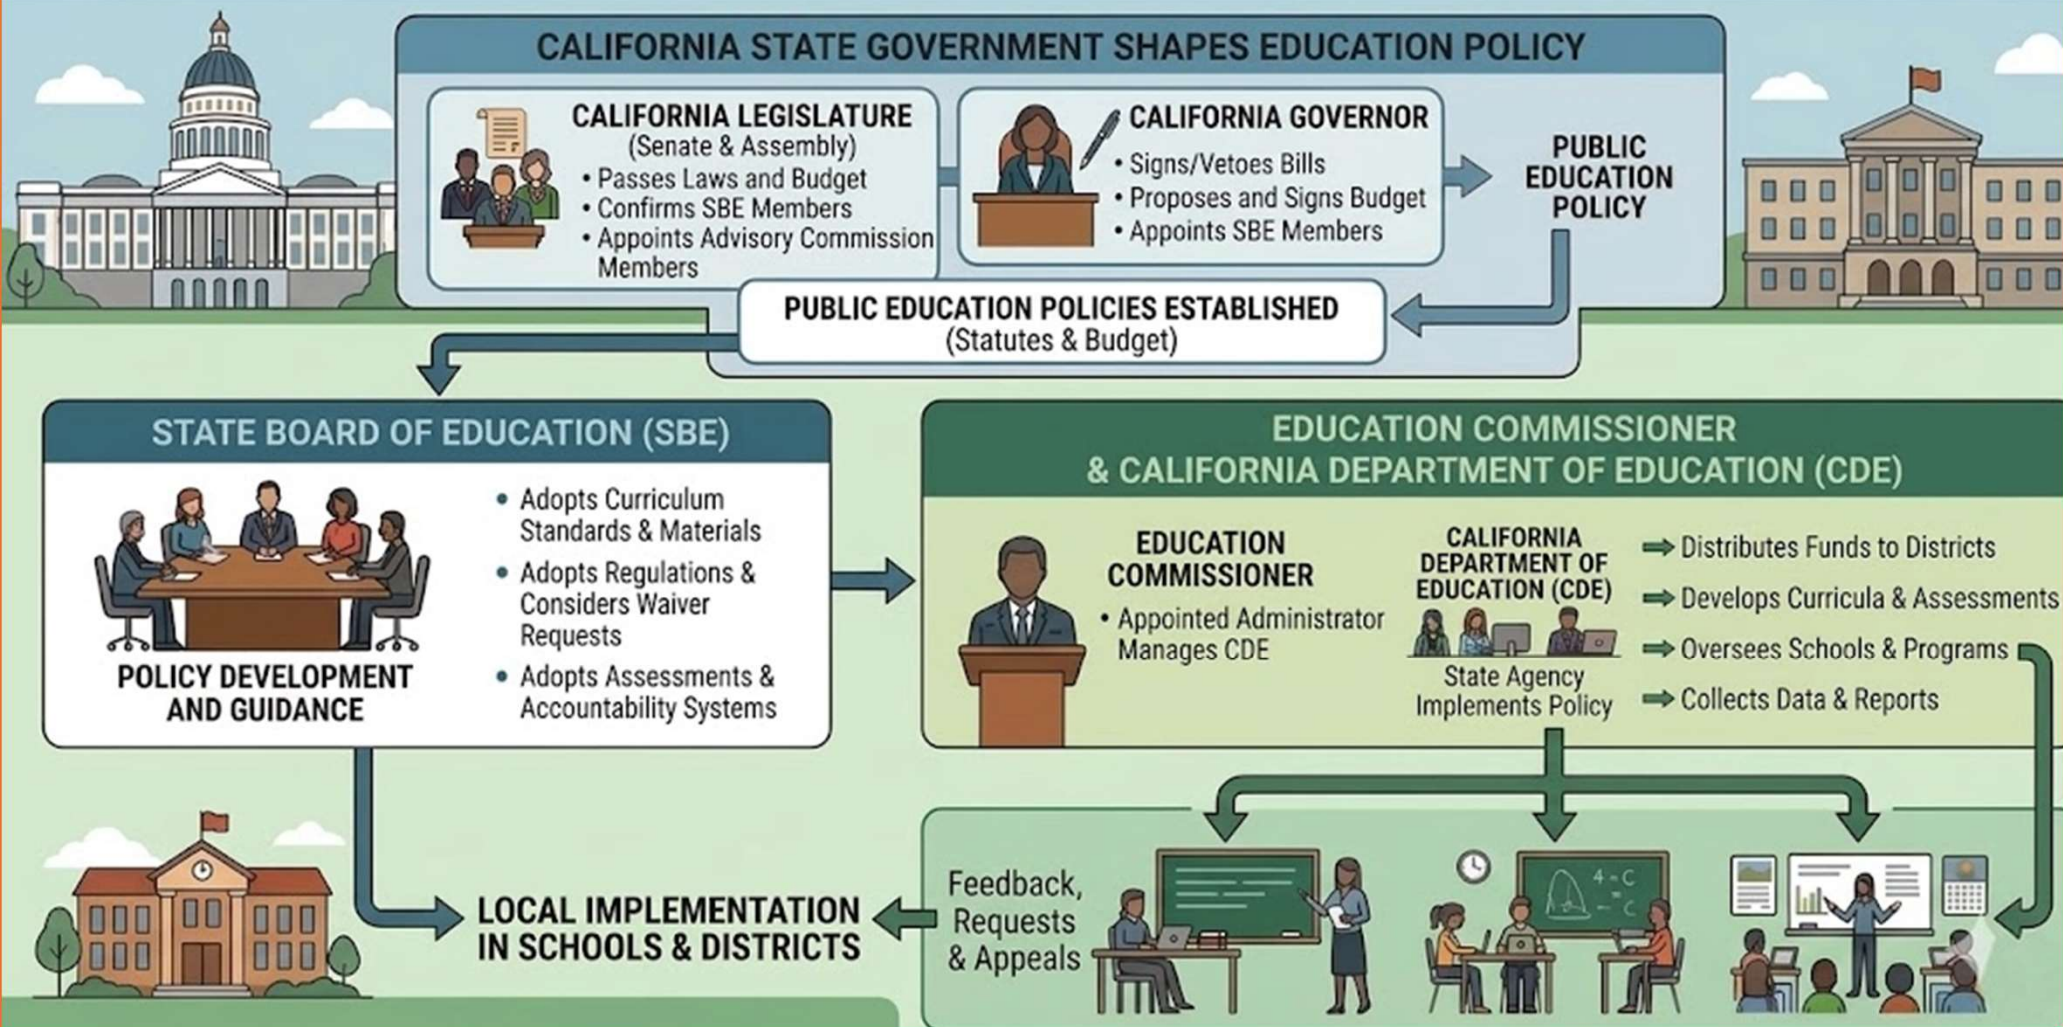 CALIFORNIA STATE GOVERNMENT SHAPES EDUCATION POLICY
CALIFORNIA LEGISLATURE
(Senate & Assembly)
• Passes Laws and Budget
• Confirms SBE Members
• Appoints Advisory Commission
Members
CALIFORNIA GOVERNOR
• Signs/Vetoes Bills
• Proposes and Signs Budget
• Appoints SBE Members
PUBLIC
EDUCATION
POLICY
PUBLIC EDUCATION POLICIES ESTABLISHED
(Statutes & Budget)
STATE BOARD OF EDUCATION (SBE)
POLICY DEVELOPMENT
AND GUIDANCE
• Adopts Curriculum
Standards & Materials
• Adopts Regulations &
Considers Waiver
Requests
• Adopts Assessments &
Accountability Systems
EDUCATION COMMISSIONER
& CALIFORNIA DEPARTMENT OF EDUCATION (CDE)
EDUCATION
COMMISSIONER
• Appointed Administrator
Manages CDE
CALIFORNIA
DEPARTMENT OF
EDUCATION (CDE)
State Agency
Implements Policy
Distributes Funds to Districts
Develops Curricula & Assessments
Oversees Schools & Programs
Collects Data & Reports
LOCAL IMPLEMENTATION
IN SCHOOLS & DISTRICTS
Feedback,
Requests
& Appeals